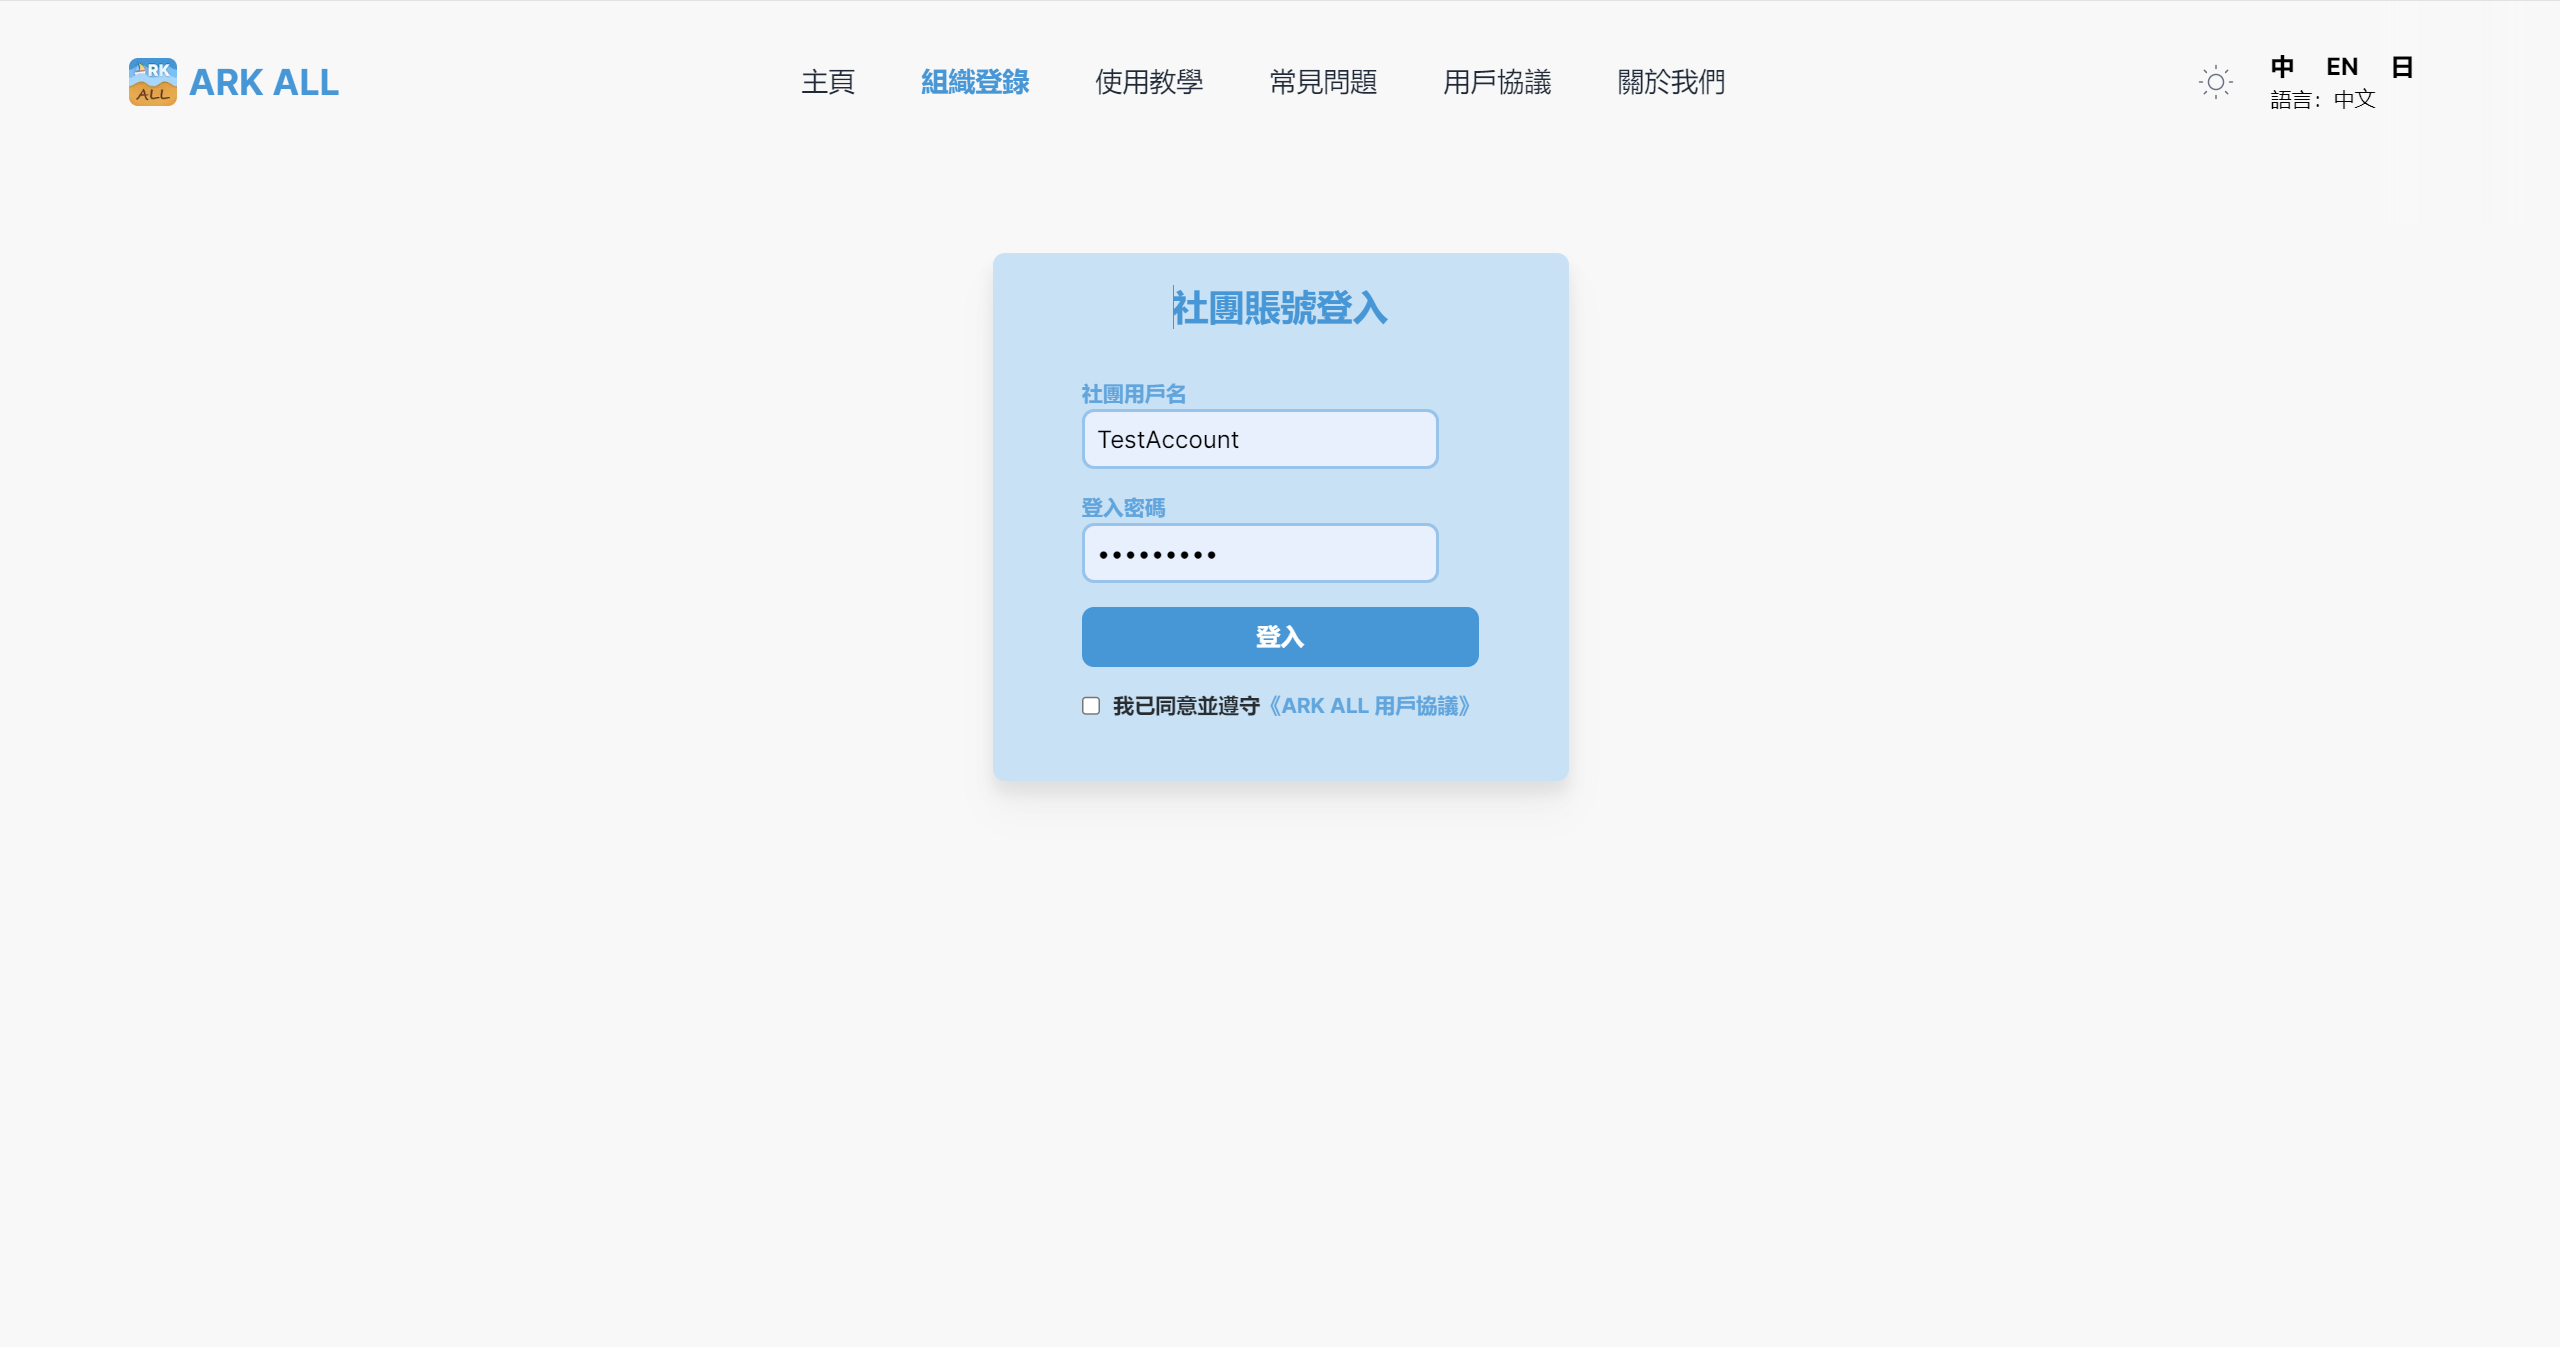 ARK ALL
ARK ALL
主頁
組織登錄
使用教學
常見問題
用戶協議
關於我們
中 EN 日
語言：中文
社團賬號登入
社團用戶名
TestAccount
登入密碼
•••••••••
登入
我已同意並遵守《ARK ALL 用戶協議》